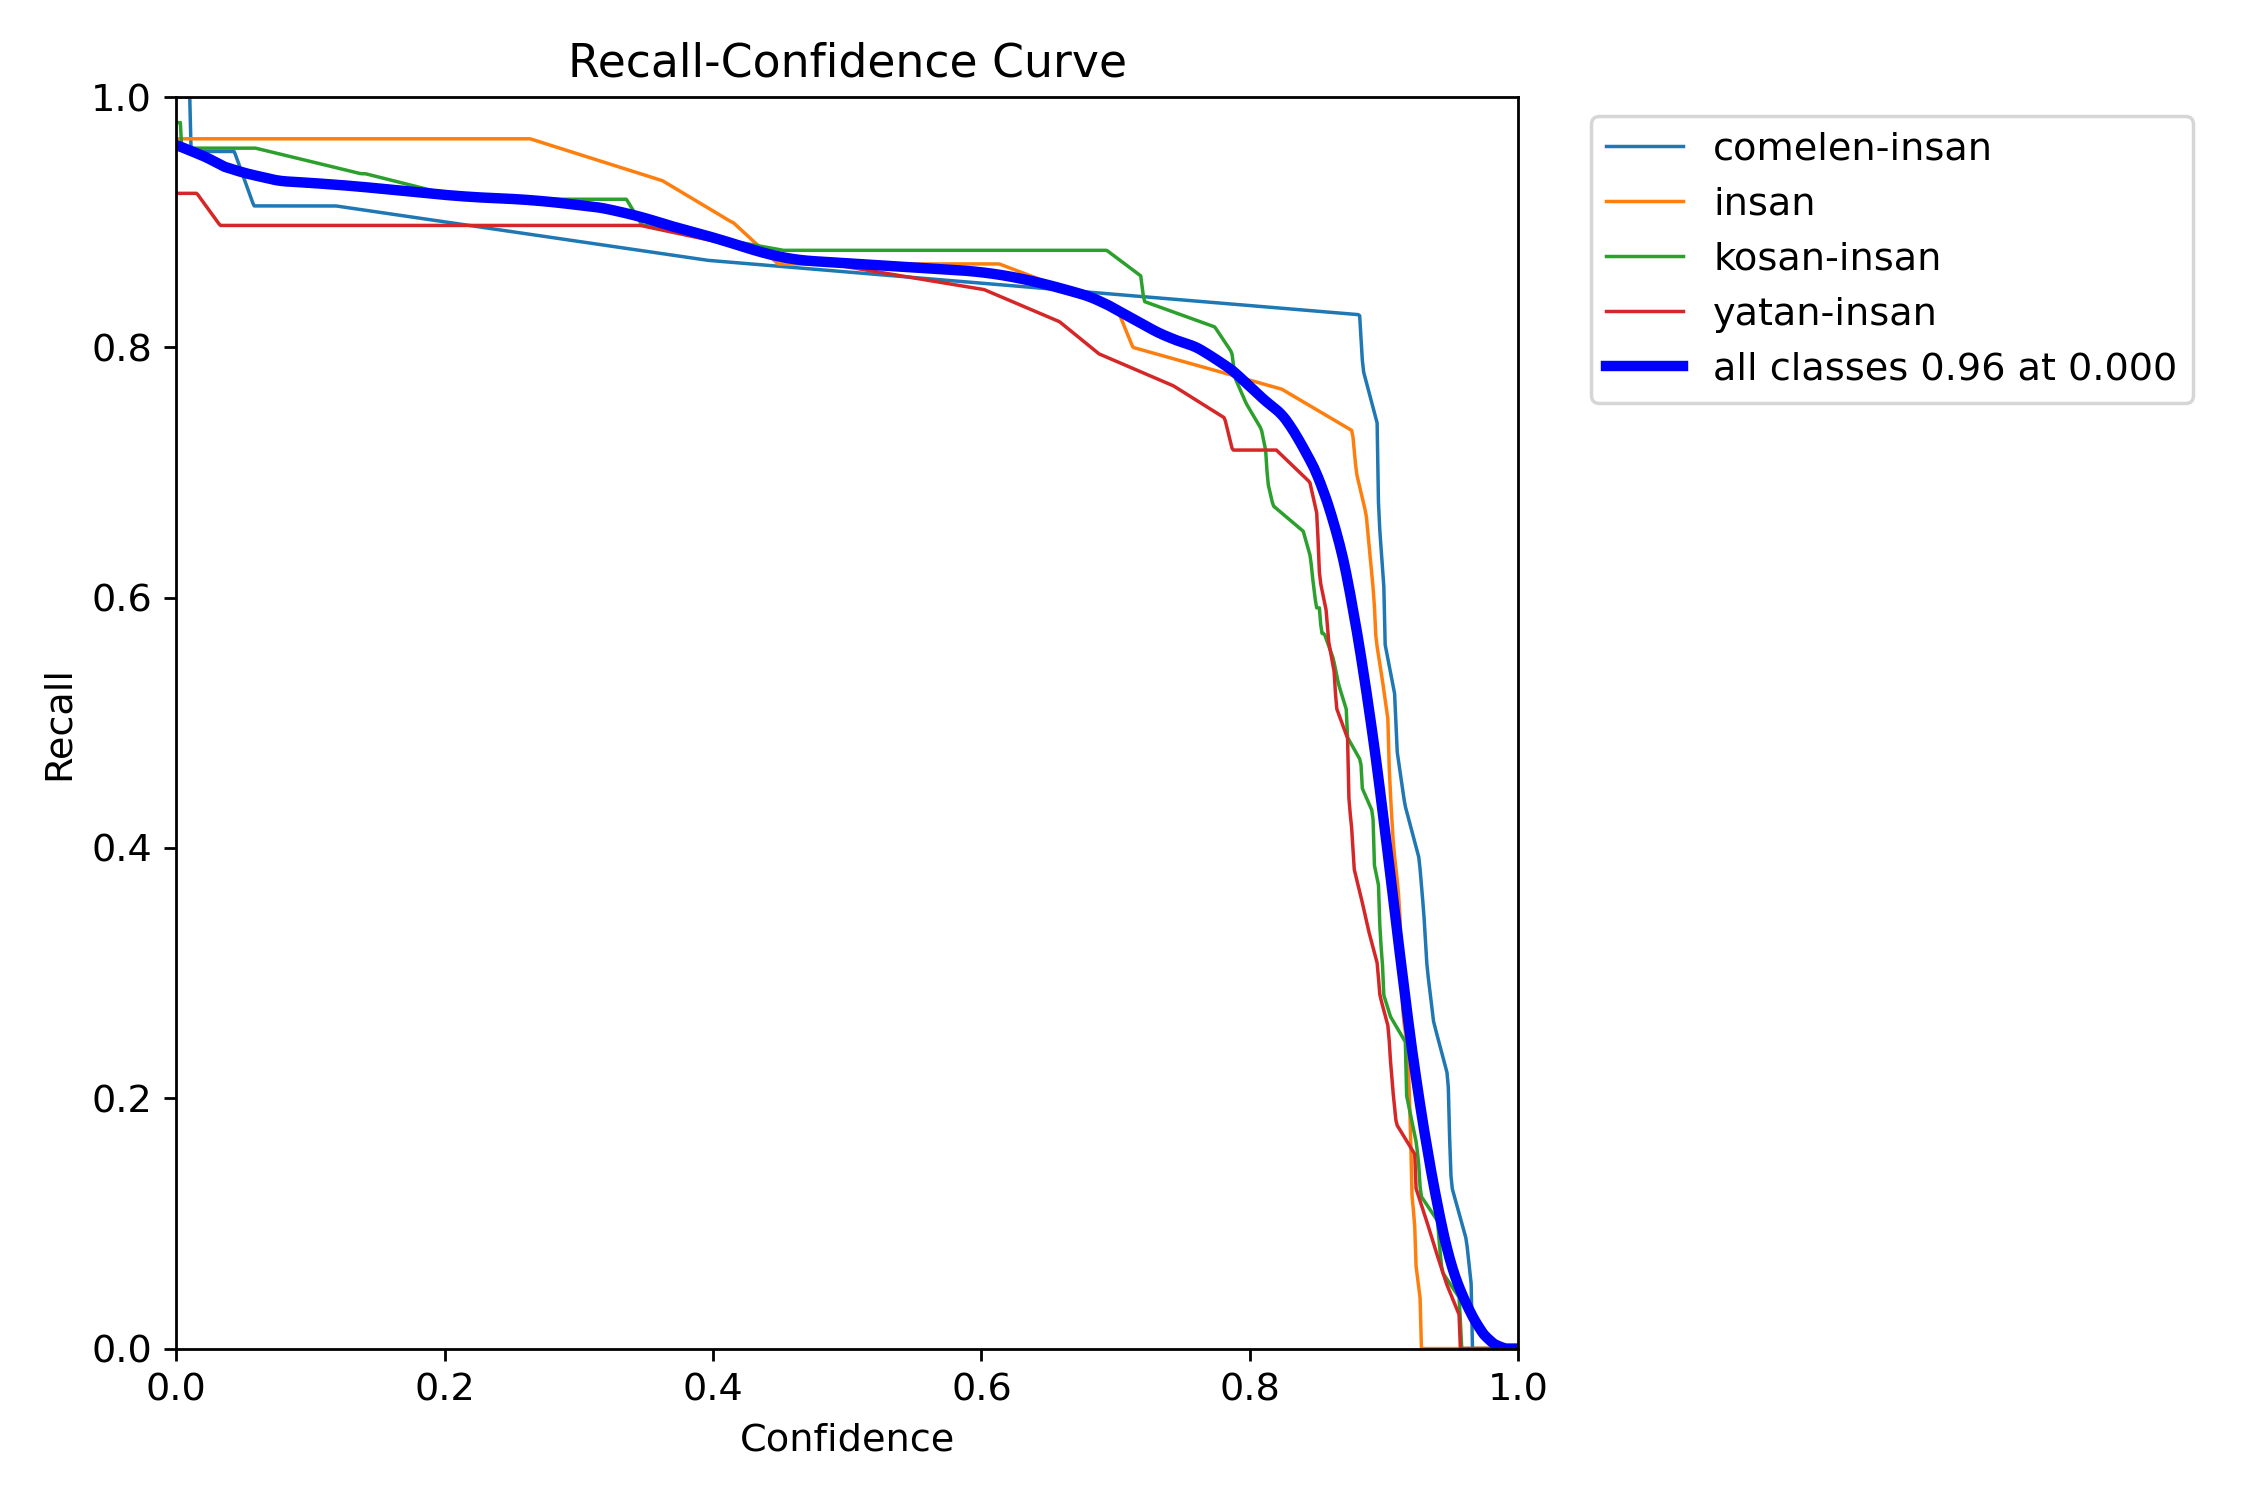 Recall-Confidence Curve
1.0
0.8
0.6
0.4
0.2
0.0
Recall
0.0 0.2 0.4 0.6 0.8 1.0
Confidence
comelen-insan
insan
kosan-insan
yatan-insan
all classes 0.96 at 0.000